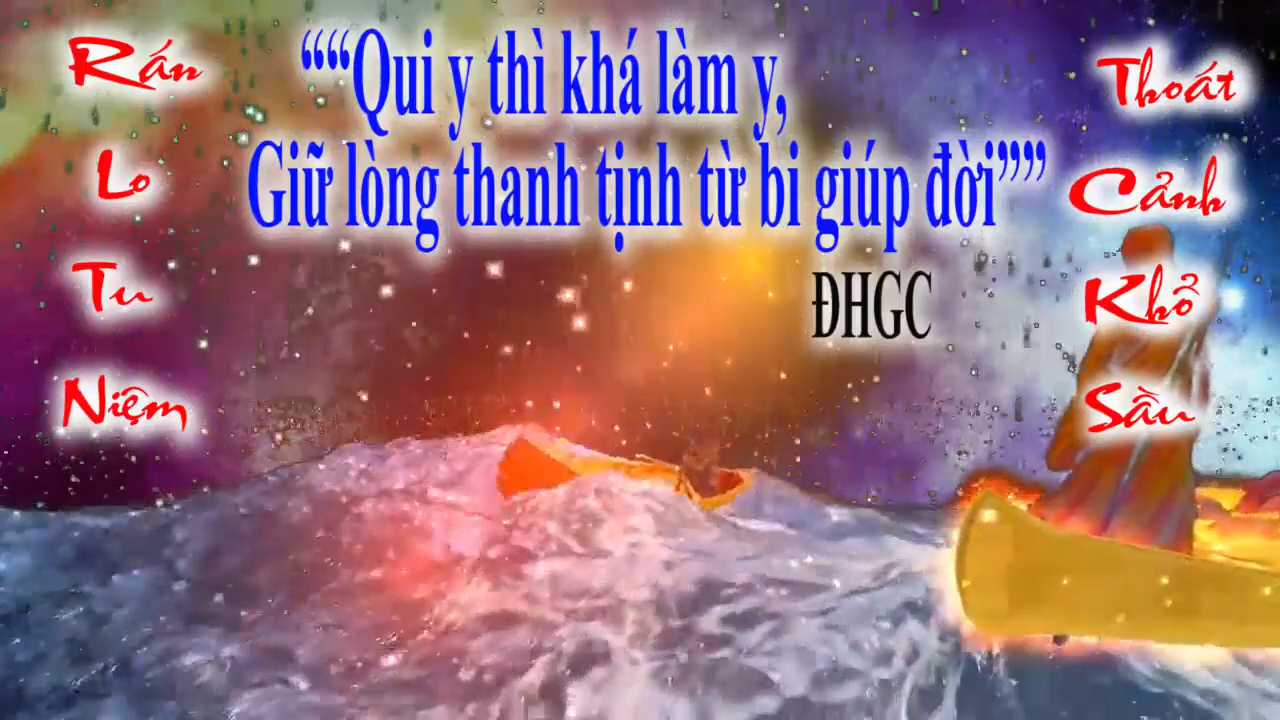 ““Qui y thì khá làm y,
Giữ lòng thanh tịnh từ bi giúp đời””
ĐHGC
Rán
Lo
Tu
Niệm
Thoát
Cảnh
Khổ
Sầu